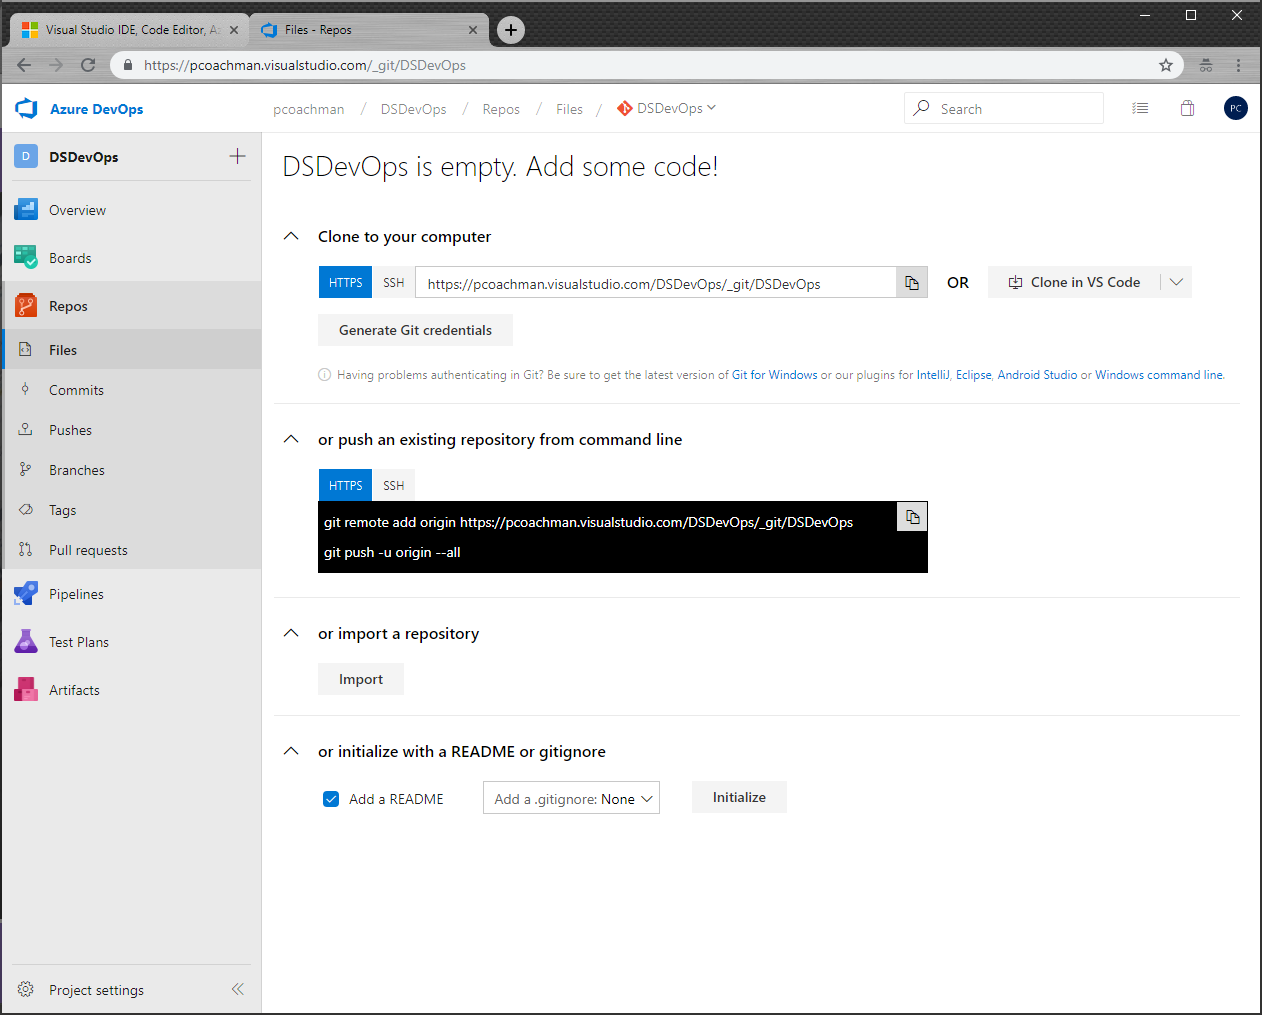 Visual Studio IDE, Code Editor, Az
Files - Repos
https://pcoachman.visualstudio.com/_git/DSDevOps
Azure DevOps
pcoachman / DSDevOps / Repos / Files / DSDevOps
Search
PC
D DSDevOps
Overview
Boards
Repos
Files
Commits
Pushes
Branches
Tags
Pull requests
Pipelines
Test Plans
Artifacts
Project settings
DSDevOps is empty. Add some code!
Clone to your computer
HTTPS SSH https://pcoachman.visualstudio.com/DSDevOps/_git/DSDevOps OR Clone in VS Code
Generate Git credentials
Having problems authenticating in Git? Be sure to get the latest version of Git for Windows or our plugins for IntelliJ, Eclipse, Android Studio or Windows command line.
or push an existing repository from command line
HTTPS SSH
git remote add origin https://pcoachman.visualstudio.com/DSDevOps/_git/DSDevOps
git push -u origin --all
or import a repository
Import
or initialize with a README or gitignore
Add a README Add a .gitignore: None Initialize